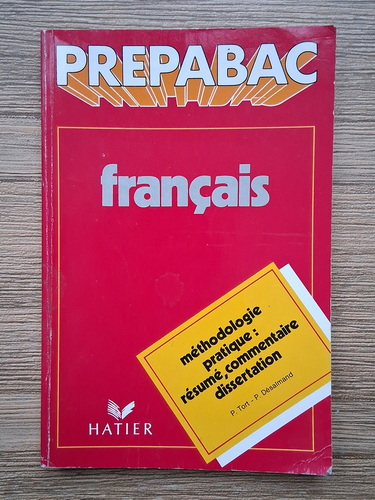 PREPABAC
français
méthodologie
pratique :
résumé, commentaire
dissertation
P. Tort - P. Désalmand
HATIER